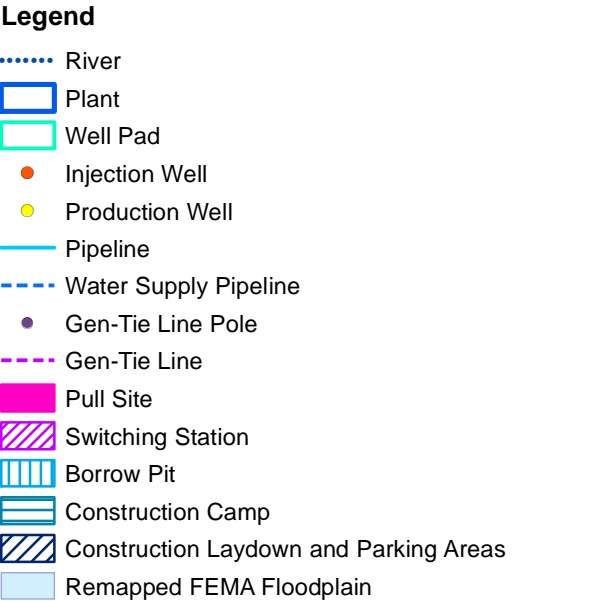 Legend
River
Plant
Well Pad
Injection Well
Production Well
Pipeline
Water Supply Pipeline
Gen-Tie Line Pole
Gen-Tie Line
Pull Site
Switching Station
Borrow Pit
Construction Camp
Construction Laydown and Parking Areas
Remapped FEMA Floodplain